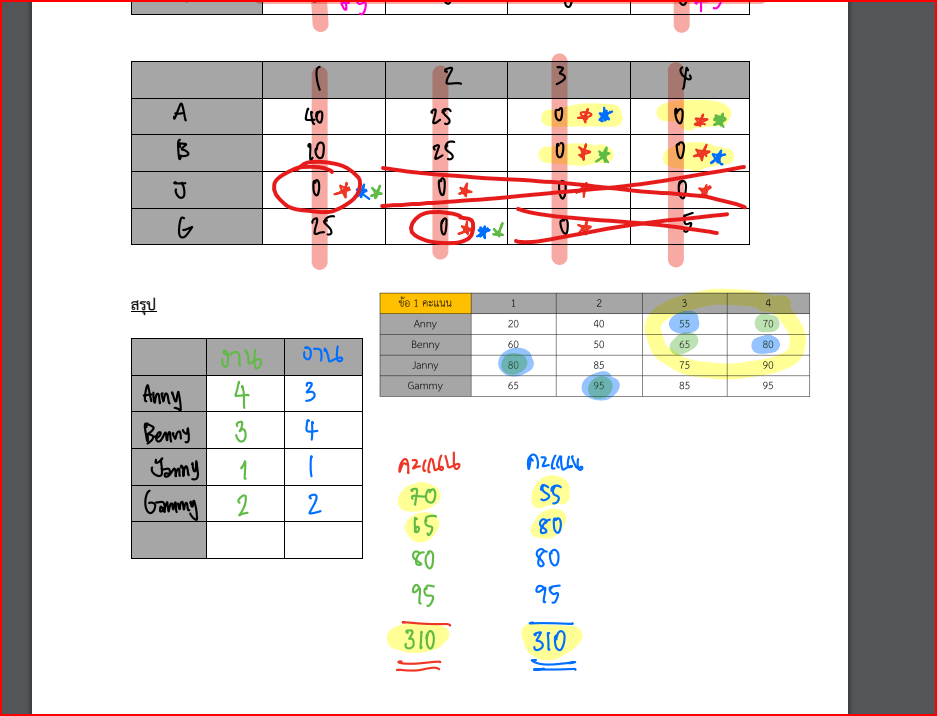 1 2 3 4
A 40 25 0 0
B 10 25 0 0
J 0 0 0 0
G 25 0 0 5
สรุป
ข้อ 1 คะแนน 1 2 3 4
Anny 20 40 55 70
Benny 60 50 65 80
Janny 80 85 75 90
Gammy 65 95 85 95
งาน งาน
Anny 4 3
Benny 3 4
Janny 1 1
Gammy 2 2
คะแนน คะแนน
70 55
65 80
80 80
95 95
310 310